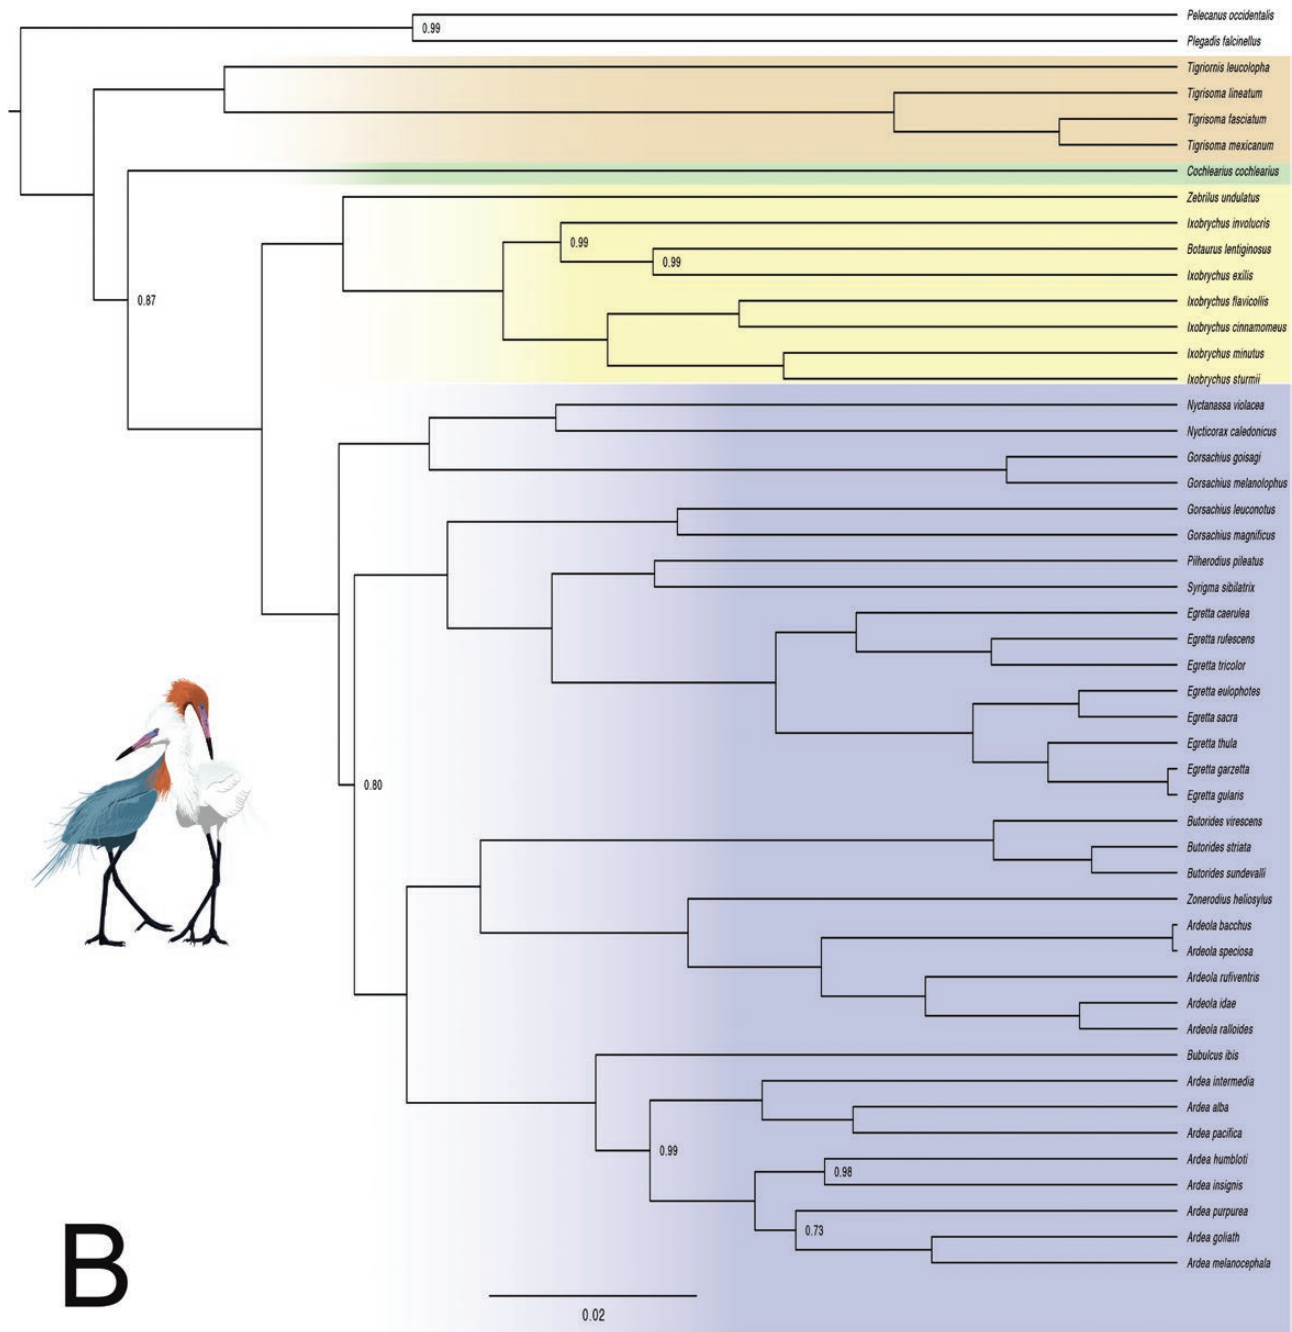 Pelecanus occidentalis
0.99
Plegadis falcinellus
Tigriornis leucolopha
Tigrisoma lineatum
Tigrisoma fasciatum
Tigrisoma mexicanum
Cochlearius cochlearius
Zebrilus undulatus
Ixobrychus involucris
0.99
Botaurus lentiginosus
0.99
Ixobrychus exilis
0.87
Ixobrychus flavicollis
Ixobrychus cinnamomeus
Ixobrychus minutus
Ixobrychus sturmii
Nyctanassa violacea
Nycticorax caledonicus
Gorsachius goisagi
Gorsachius melanolophus
Gorsachius leuconotus
Gorsachius magnificus
Pilherodius pileatus
Syrigma sibilatrix
Egretta caerulea
Egretta rufescens
Egretta tricolor
Egretta eulophotes
Egretta sacra
Egretta thula
Egretta garzetta
0.80
Egretta gularis
Butorides virescens
Butorides striata
Butorides sundevalli
Zonerodius heliosylus
Ardeola bacchus
Ardeola speciosa
Ardeola rufiventris
Ardeola idae
Ardeola ralloides
Bubulcus ibis
Ardea intermedia
Ardea alba
Ardea pacifica
0.99
Ardea humbloti
0.98
Ardea insignis
Ardea purpurea
0.73
Ardea goliath
Ardea melanocephala
B
0.02